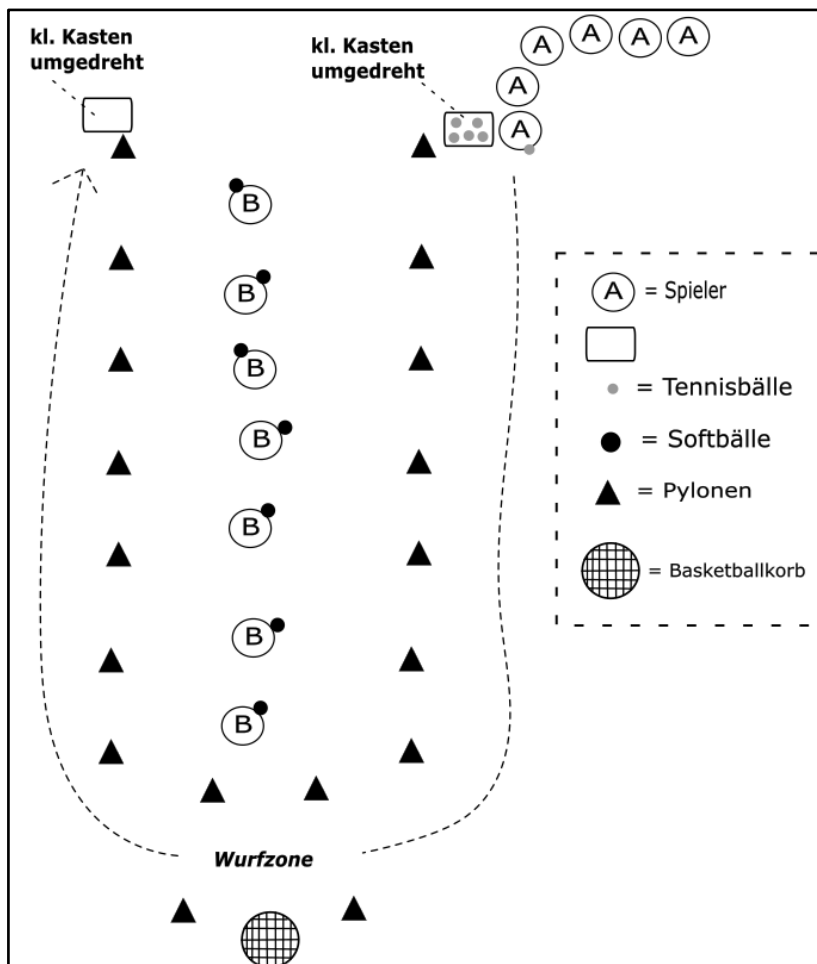 kl. Kasten
umgedreht
kl. Kasten
umgedreht
A
A
A
A
A
A
B
B
B
B
B
B
B
A = Spieler
= Tennisbälle
= Softbälle
= Pylonen
= Basketballkorb
Wurfzone